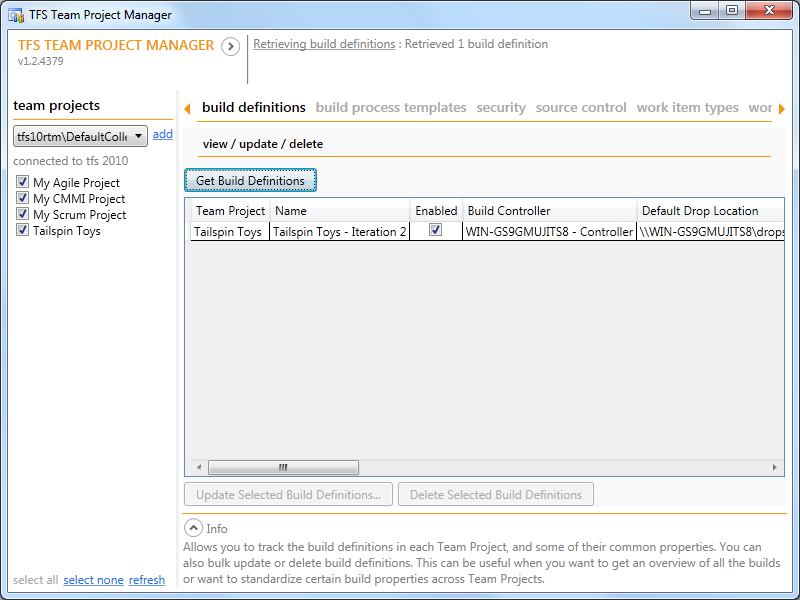 TFS Team Project Manager
TFS TEAM PROJECT MANAGER
v1.2.4379
Retrieving build definitions : Retrieved 1 build definition
team projects
tfs10rtm\DefaultColle
add
connected to tfs 2010
My Agile Project
My CMMI Project
My Scrum Project
Tailspin Toys
select all select none refresh
build definitions build process templates security source control work item types wor
view / update / delete
Get Build Definitions
Team Project Name Enabled Build Controller Default Drop Location
Tailspin Toys Tailspin Toys - Iteration 2 WIN-GS9GMUJITS8 - Controller \\WIN-GS9GMUJITS8\drops
Update Selected Build Definitions... Delete Selected Build Definitions
Info
Allows you to track the build definitions in each Team Project, and some of their common properties. You can
also bulk update or delete build definitions. This can be useful when you want to get an overview of all the builds
or want to standardize certain build properties across Team Projects.